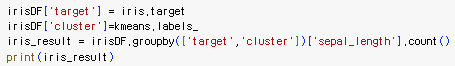 irisDF['target'] = iris.target
irisDF['cluster']=kmeans.labels_
iris_result = irisDF.groupby(['target','cluster'])['sepal_length'].count()
print(iris_result)